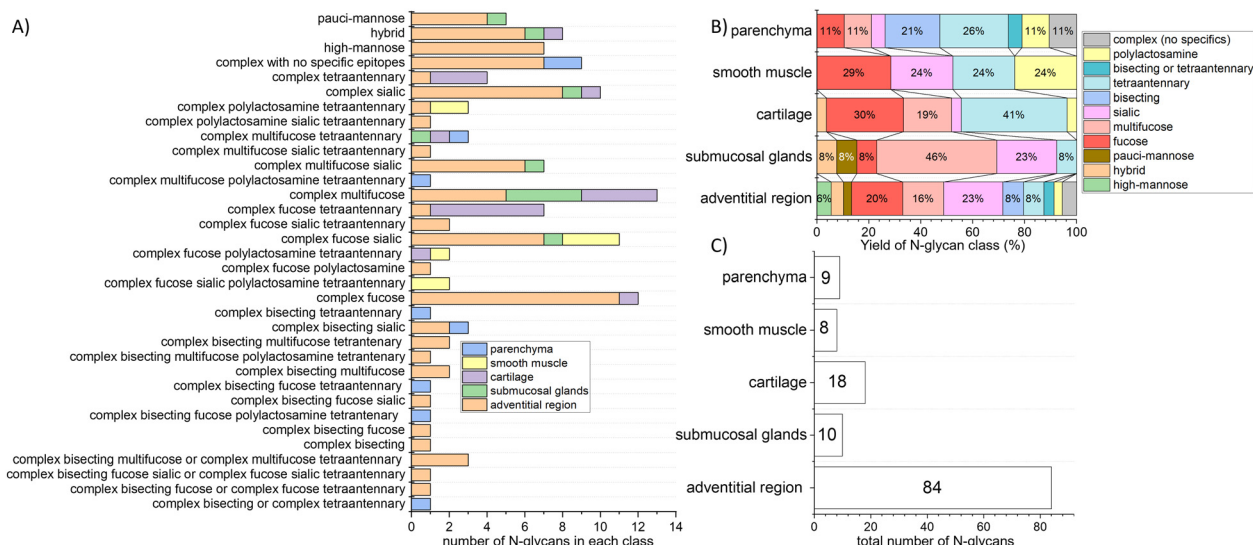 A)
pauci-mannose
hybrid
high-mannose
complex with no specific epitopes
complex tetraantennary
complex sialic
complex polylactosamine tetraantennary
complex polylactosamine sialic tetraantennary
complex multifucose tetraantennary
complex multifucose sialic tetraantennary
complex multifucose sialic
complex multifucose polylactosamine tetraantennary
complex multifucose
complex fucose tetraantennary
complex fucose sialic tetraantennary
complex fucose sialic
complex fucose polylactosamine tetraantennary
complex fucose polylactosamine
complex fucose sialic polylactosamine tetraantennary
complex fucose
complex bisecting tetraantennary
complex bisecting sialic
complex bisecting multifucose tetrantenary
complex bisecting multifucose polylactosamine tetrantenary
complex bisecting multifucose
complex bisecting fucose tetraantennary
complex bisecting fucose sialic
complex bisecting fucose polylactosamine tetrantenary
complex bisecting fucose
complex bisecting
complex bisecting multifucose or complex multifucose tetraantennary
complex bisecting fucose sialic or complex fucose sialic tetraantennary
complex bisecting fucose or complex fucose tetraantennary
complex bisecting or complex tetraantennary
parenchyma
smooth muscle
cartilage
submucosal glands
adventitial region
0 2 4 6 8 10 12 14
number of N-glycans in each class
B)
parenchyma 11% 11% 21% 26% 11% 11%
smooth muscle 29% 24% 24% 24%
cartilage 30% 19% 41%
submucosal glands 8% 8% 8% 46% 23% 8%
adventitial region 6% 20% 16% 23% 8% 8%
0 20 40 60 80 100
Yield of N-glycan class (%)
complex (no specifics)
polylactosamine
bisecting or tetraantennary
tetraantennary
bisecting
sialic
multifucose
fucose
pauci-mannose
hybrid
high-mannose
C)
parenchyma 9
smooth muscle 8
cartilage 18
submucosal glands 10
adventitial region 84
0 20 40 60 80
total number of N-glycans